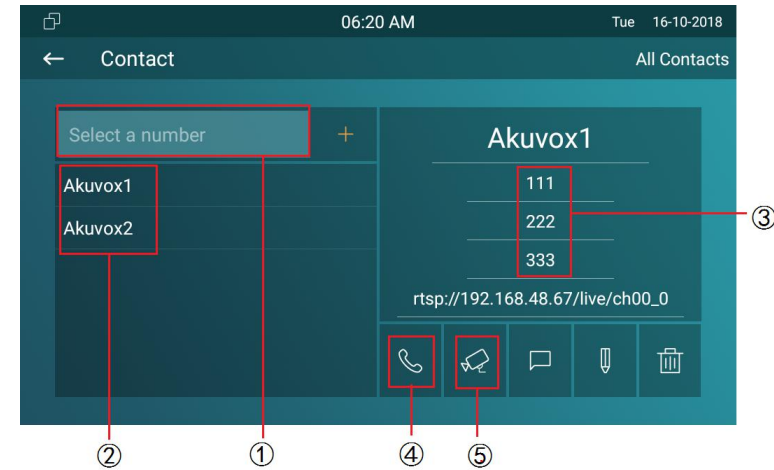 06:20 AM Tue 16-10-2018
Contact All Contacts
Select a number +
Akuvox1
Akuvox2
Akuvox1
111
222
333
rtsp://192.168.48.67/live/ch00_0
③
② ① ④ ⑤